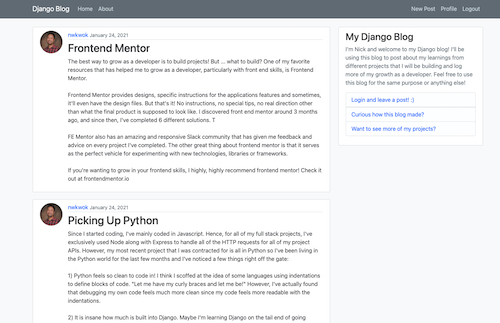 Django Blog Home About New Post Profile Logout
nekwok January 24, 2021
Frontend Mentor
The best way to grow as a developer is to build projects! But ... what to build? One of my favorite
resources that has helped me to grow as a developer, particularly with front end skills, is Frontend
Mentor.
Frontend Mentor provides designs, specific instructions for the applications features and sometimes,
it'll even have the design files. But that's it! No instructions, no special tips, no real direction other
than what the final product is supposed to look like. I discovered front end mentor around 3 months
ago, and since then, I've completed 6 different solutions. T
FE Mentor also has an amazing and responsive Slack community that has given me feedback and
advice on every project I've completed. The other great thing about frontend mentor is that it serves
as the perfect vehicle for experimenting with new technologies, libraries or frameworks.
If you're wanting to grow in your frontend skills, I highly, highly recommend frontend mentor! Check it
out at frontendmentor.io
nekwok January 24, 2021
Picking Up Python
Since I started coding, I've mainly coded in Javascript. Hence, for all of my full stack projects, I've
exclusively used Node along with Express to handle all of the HTTP requests for all of my project
APIs. However, my most recent project that I was contracted for is all in Python so I've been living in
the Python world for the last few months and I've noticed a few things right off the gate:
1) Python feels so clean to code in! I think I scoffed at the idea of some languages using indentations
to define blocks of code. "Let me have my curly braces and let me be!" However, I've actually found
that debugging my own code feels much more clean since my code feels more readable with the
indentations.
2) It is insane how much is built into Django. Maybe I'm learning Django on the tail end of going
My Django Blog
I'm Nick and welcome to my Django blog! I'll be
using this blog to post about my learnings from
different projects that I will be building and log
more of my growth as a developer. Feel free to use
this blog for the same purpose or anything else!
Login and leave a post! :)
Curious how this blog made?
Want to see more of my projects?